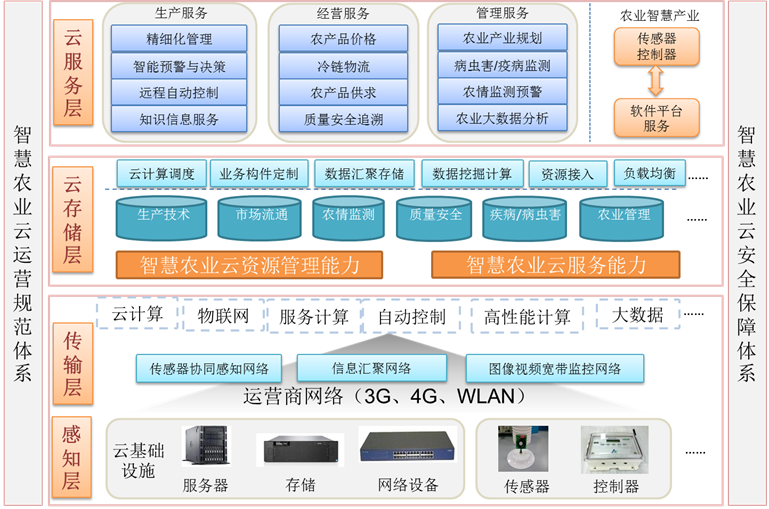 智慧农业云运营规范体系
云服务层
生产服务
精细化管理
智能预警与决策
远程自动控制
知识信息服务
经营服务
农产品价格
冷链物流
农产品供求
质量安全追溯
管理服务
农业产业规划
病虫害/疫病监测
农情监测预警
农业大数据分析
农业智慧产业
传感器
控制器
软件平台
服务
云存储层
云计算调度
业务构件定制
数据汇聚存储
数据挖掘计算
资源接入
负载均衡
......
生产技术
市场流通
农情监测
质量安全
疾病/病虫害
农业管理
......
智慧农业云资源管理能力
智慧农业云服务能力
传输层
云计算
物联网
服务计算
自动控制
高性能计算
大数据
......
传感器协同感知网络
信息汇聚网络
图像视频宽带监控网络
运营商网络（3G、4G、WLAN）
感知层
云基础
设施
服务器
存储
网络设备
传感器
控制器
......
智慧农业云安全保障体系